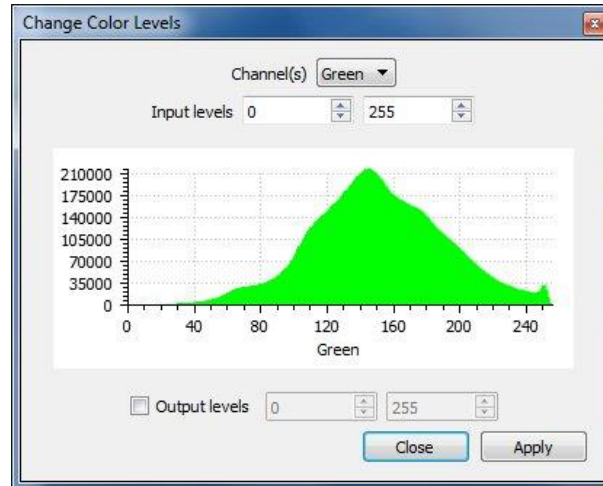 Change Color Levels
Channel(s) Green
Input levels 0 255
210000
175000
140000
105000
70000
35000
0
0 40 80 120 160 200 240
Green
Output levels 0 255
Close Apply